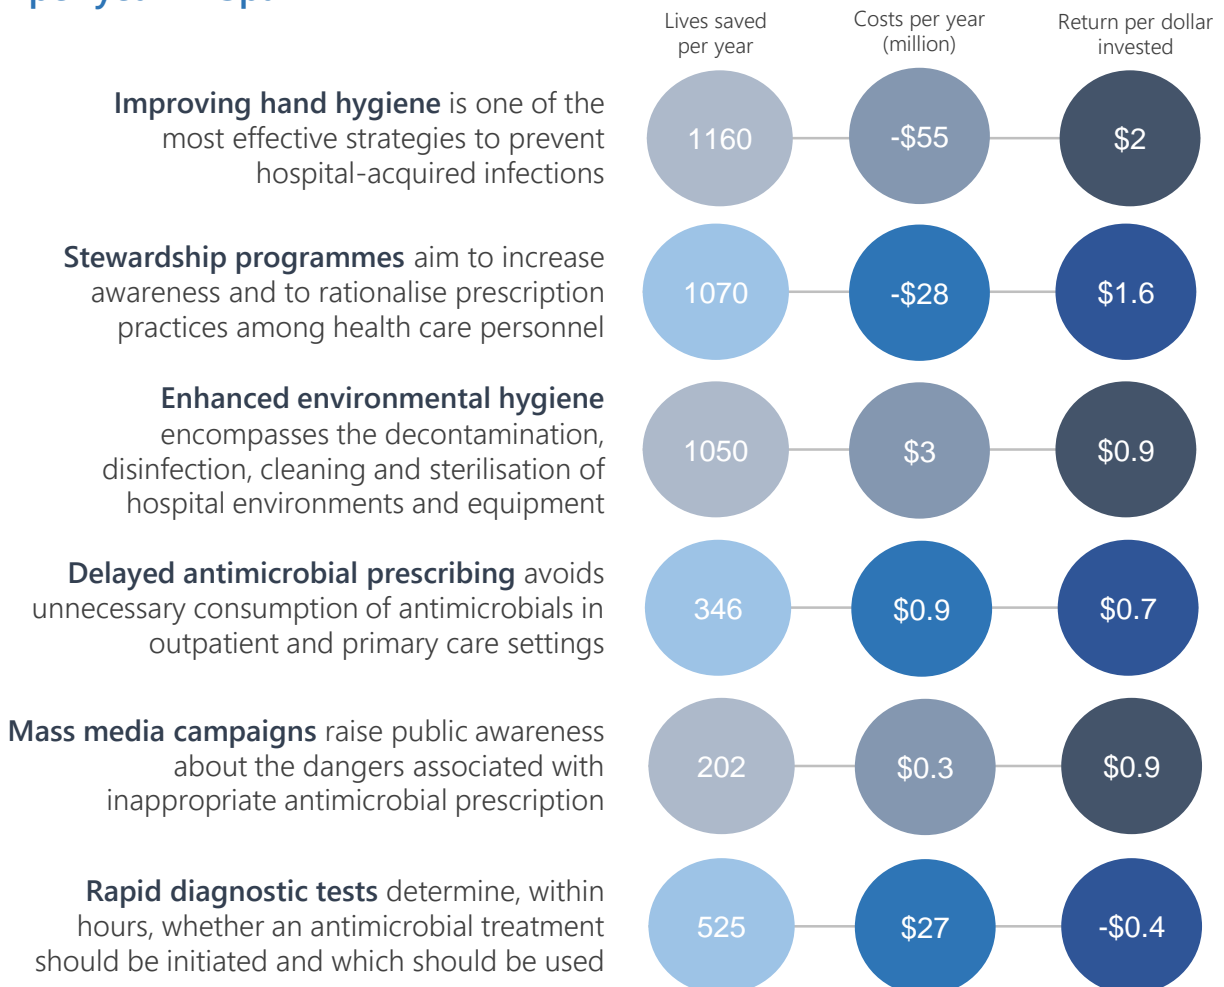 Lives saved
per year
Costs per year
(million)
Return per dollar
invested
Improving hand hygiene is one of the
most effective strategies to prevent
hospital-acquired infections
1160
-$55
$2
Stewardship programmes aim to increase
awareness and to rationalise prescription
practices among health care personnel
1070
-$28
$1.6
Enhanced environmental hygiene
encompasses the decontamination,
disinfection, cleaning and sterilisation of
hospital environments and equipment
1050
$3
$0.9
Delayed antimicrobial prescribing avoids
unnecessary consumption of antimicrobials in
outpatient and primary care settings
346
$0.9
$0.7
Mass media campaigns raise public awareness
about the dangers associated with
inappropriate antimicrobial prescription
202
$0.3
$0.9
Rapid diagnostic tests determine, within
hours, whether an antimicrobial treatment
should be initiated and which should be used
525
$27
-$0.4